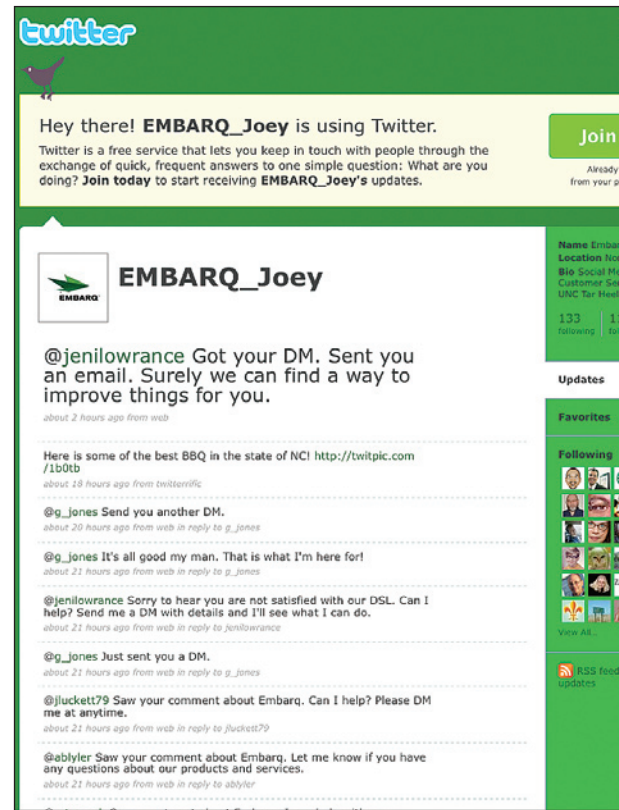 twitter
Hey there! EMBARQ_Joey is using Twitter.
Twitter is a free service that lets you keep in touch with people through the
exchange of quick, frequent answers to one simple question: What are you
doing? Join today to start receiving EMBARQ_Joey's updates.
Join
Already
from your p
EMBARQ
EMBARQ_Joey
@jenilowrance Got your DM. Sent you
an email. Surely we can find a way to
improve things for you.
about 2 hours ago from web
Here is some of the best BBQ in the state of NC! http://twitpic.com
/1b0tb
about 18 hours ago from twitterrific
@g_jones Send you another DM.
about 20 hours ago from web in reply to g_jones
@g_jones It's all good my man. That is what I'm here for!
about 21 hours ago from web in reply to g_jones
@jenilowrance Sorry to hear you are not satisfied with our DSL. Can I
help? Send me a DM with details and I'll see what I can do.
about 21 hours ago from web in reply to jenilowrance
@g_jones Just sent you a DM.
about 21 hours ago from web in reply to g_jones
@jluckett79 Saw your comment about Embarq. Can I help? Please DM
me at anytime.
about 21 hours ago from web in reply to jluckett79
@ablyler Saw your comment about Embarq. Let me know if you have
any questions about our products and services.
about 21 hours ago from web in reply to ablyler
Name Embar
Location Nor
Bio Social Me
Customer Ser
UNC Tar Heel
133
following
Updates
Favorites
Following
View All...
RSS feed
updates